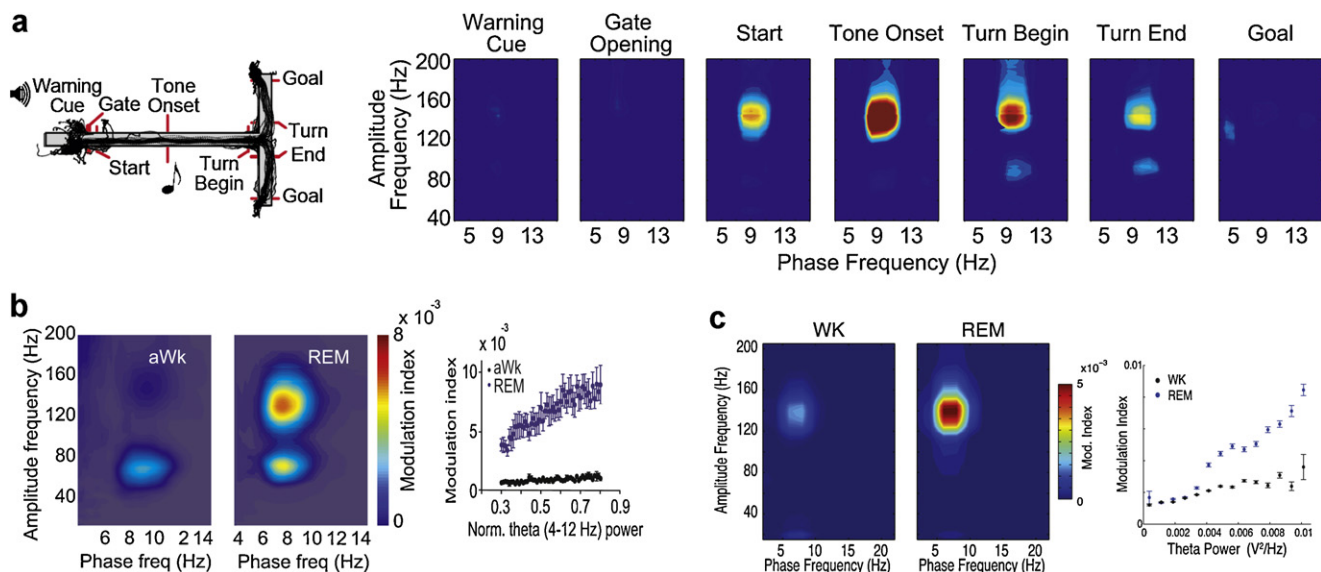 a
Warning Cue
Gate
Tone Onset
Goal
Start
Turn Begin
Turn End
Goal
Warning Cue
Gate Opening
Start
Tone Onset
Turn Begin
Turn End
Goal
Amplitude Frequency (Hz)
200
160
120
80
40
5 9 13
5 9 13
5 9 13
5 9 13
5 9 13
5 9 13
5 9 13
Phase Frequency (Hz)
b
aWk
REM
Amplitude frequency (Hz)
200
160
120
80
40
6 8 10 2 14
Phase freq (Hz)
4 6 8 10 12 14
Phase freq (Hz)
x 10-3
8
0
Modulation index
x 10-3
aWk
REM
Modulation index
10
5
0
0.3 0.5 0.7 0.9
Norm. theta (4-12 Hz) power
c
WK
REM
Amplitude Frequency (Hz)
200
160
120
80
40
5 10 15 20
Phase Frequency (Hz)
5 10 15 20
Phase Frequency (Hz)
x10-3
5
0
Mod. Index
0.01
WK
REM
Modulation Index
0
0 0.002 0.004 0.006 0.008 0.01
Theta Power (V²/Hz)